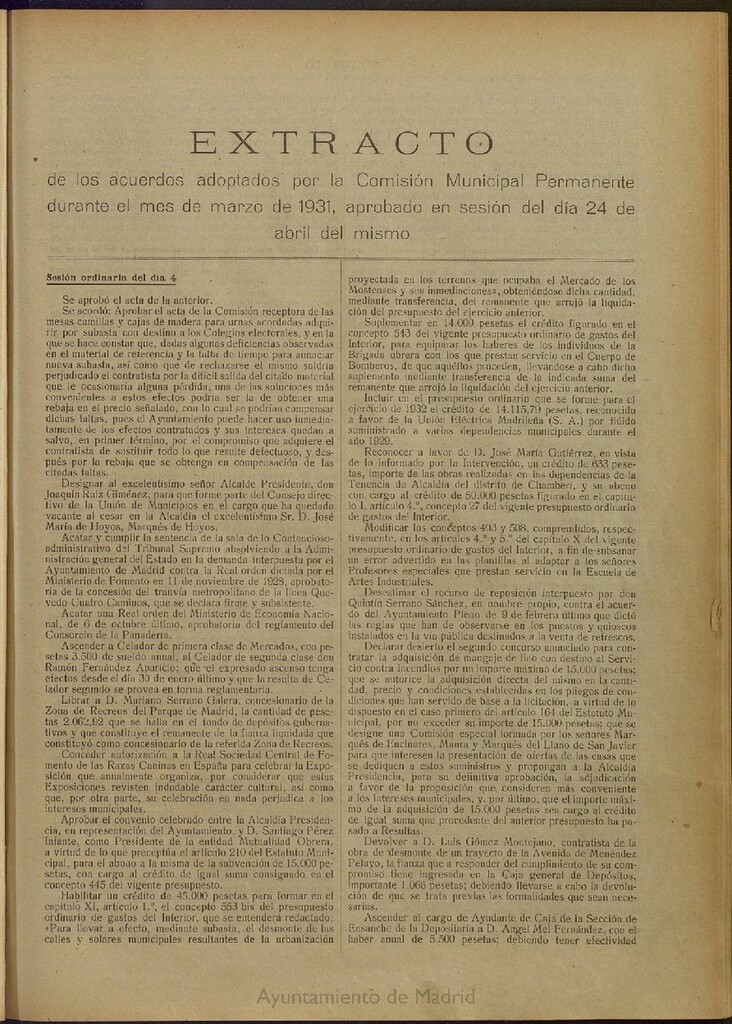 EXTRACTO
de los acuerdos adoptados por la Comisión Municipal Permanente
durante el mes de marzo de 1931, aprobado en sesión del día 24 de
abril del mismo
Sesión ordinaria del día 4
Se aprobó el acta de la anterior.
Se acordó: Aprobar el acta de la Comisión receptora de las
mesas camillas y cajas de madera para urnas acordadas adqui-
rir por subasta con destino a los Colegios electorales, y en la
que se hace constar que, dadas algunas deficiencias observadas
en el material de referencia y la falta de tiempo para anunciar
nueva subasta, así como que de rechazarse el mismo saldría
perjudicado el contratista por la difícil salida del citado material
que le ocasionaría alguna pérdida, una de las soluciones más
convenientes a estos efectos podría ser la de obtener una
rebaja en el precio señalado, con lo cual se podrían compensar
dichas faltas, pues el Ayuntamiento puede hacer uso inmedia-
tamente de los efectos contratados y sus intereses quedan a
salvo, en primer término, por el compromiso que adquiere el
contratista de sustituir todo lo que resulte defectuoso, y des-
pués por la rebaja que se obtenga en compensación de las
citadas faltas.
Designar al excelentísimo señor Alcalde Presidente, don
Joaquín Ruiz Giménez, para que forme parte del Consejo direc-
tivo de la Unión de Municipios en el cargo que ha quedado
vacante al cesar en la Alcaldía el excelentísimo Sr. D. José
María de Hoyos, Marqués de Hoyos.
Acatar y cumplir la sentencia de la sala de lo Contencioso-
administrativo del Tribunal Supremo absolviendo a la Admi-
nistración general del Estado en la demanda interpuesta por el
Ayuntamiento de Madrid contra la Real orden dictada por el
Ministerio de Fomento en 11 de noviembre de 1928, aprobato-
ria de la concesión del tranvía metropolitano de la línea Que-
vedo-Cuatro Caminos, que se declara firme y subsistente.
Acatar una Real orden del Ministerio de Economía Nacio-
nal, de 6 de octubre último, aprobatoria del reglamento del
Consorcio de la Panadería.
Ascender a Celador de primera clase de Mercados, con pe-
setas 3.500 de sueldo anual, al Celador de segunda clase don
Ramón Fernández Aparicio; que el expresado ascenso tenga
efectos desde el día 30 de enero último y que la resulta de Ce-
lador segundo se provea en forma reglamentaria.
Librar a D. Mariano Serrano Galera, concesionario de la
Zona de Recreos del Parque de Madrid, la cantidad de pese-
tas 2.062,92 que se halla en el fondo de depósitos guberna-
tivos y que constituye el remanente de la fianza liquidada que
constituyó como concesionario de la referida Zona de Recreos.
Conceder autorización a la Real Sociedad Central de Fo-
mento de las Razas Caninas en España para celebrar la Expo-
sición que anualmente organiza, por considerar que estas
Exposiciones revisten indudable carácter cultural, así como
que, por otra parte, su celebración en nada perjudica a los
intereses municipales.
Aprobar el convenio celebrado entre la Alcaldía Presiden-
cia, en representación del Ayuntamiento, y D. Santiago Pérez
Infante, como Presidente de la entidad Mutualidad Obrera,
a virtud de lo que preceptúa el artículo 210 del Estatuto Muni-
cipal, para el abono a la misma de la subvención de 15.000 pe-
setas, con cargo al crédito de igual suma consignado en el
concepto 445 del vigente presupuesto.
Habilitar un crédito de 45.000 pesetas para formar en el
capítulo XI, artículo 1.º, el concepto 553 bis del presupuesto
ordinario de gastos del Interior, que se entenderá redactado:
«Para llevar a efecto, mediante subasta, el desmonte de las
calles y solares municipales resultantes de la urbanización
proyectada en los terrenos que ocupaba el Mercado de los
Mostenses y sus inmediaciones», obteniéndose dicha cantidad,
mediante transferencia, del remanente que arrojó la liquida-
ción del presupuesto del ejercicio anterior.
Suplementar en 14.000 pesetas el crédito figurado en el
concepto 543 del vigente presupuesto ordinario de gastos del
Interior, para equiparar los haberes de los individuos de la
Brigada obrera con los que prestan servicio en el Cuerpo de
Bomberos, de que aquéllos proceden, llevándose a cabo dicho
suplemento mediante transferencia de la indicada suma del
remanente que arrojó la liquidación del ejercicio anterior.
Incluir en el presupuesto ordinario que se forme para el
ejercicio de 1932 el crédito de 14.115,79 pesetas, reconocido
a favor de la Unión Eléctrica Madrileña (S. A.) por flúido
suministrado a varias dependencias municipales durante el
año 1929.
Reconocer a favor de D. José María Gutiérrez, en vista
de lo informado por la Intervención, un crédito de 633 pese-
tas, importe de las obras realizadas en las dependencias de la
Tenencia de Alcaldía del distrito de Chamberí, y su abono
con cargo al crédito de 50.000 pesetas figurado en el capítu-
lo I, artículo 4.º, concepto 27 del vigente presupuesto ordinario
de gastos del Interior.
Modificar los conceptos 493 y 508, comprendidos, respec-
tivamente, en los artículos 4.º y 5.º del capítulo X del vigente
presupuesto ordinario de gastos del Interior, a fin de subsanar
un error advertido en las plantillas al adaptar a los señores
Profesores especiales que prestan servicio en la Escuela de
Artes Industriales.
Desestimar el recurso de reposición interpuesto por don
Quintín Serrano Sánchez, en nombre propio, contra el acuer-
do del Ayuntamiento Pleno de 9 de febrero último que dictó
las reglas que han de observarse en los puestos y quioscos
instalados en la vía pública destinados a la venta de refrescos.
Declarar desierto el segundo concurso anunciado para con-
tratar la adquisición de mangaje de lino con destino al Servi-
cio contra Incendios por un importe máximo de 15.000 pesetas;
que se autorice la adquisición directa del mismo en la canti-
dad, precio y condiciones establecidas en los pliegos de con-
diciones que han servido de base a la licitación, a virtud de lo
dispuesto en el caso primero del artículo 164 del Estatuto Mu-
nicipal, por no exceder su importe de 15.000 pesetas; que se
designe una Comisión especial formada por los señores Mar-
qués de Encinares, Maura y Marqués del Llano de San Javier
para que interesen la presentación de ofertas de las casas que
se dediquen a estos suministros y propongan a la Alcaldía
Presidencia, para su definitiva aprobación, la adjudicación
a favor de la proposición que consideren más conveniente
a los intereses municipales, y, por último, que el importe máxi-
mo de la adquisición de 15.000 pesetas sea cargo al crédito
de igual suma que procedente del anterior presupuesto ha pa-
sado a Resultas.
Devolver a D. Luis Gómez Montejano, contratista de la
obra de desmonte de un trayecto de la Avenida de Menéndez
Pelayo, la fianza que a responder del cumplimiento de su com-
promiso tiene ingresada en la Caja general de Depósitos,
importante 1.066 pesetas; debiendo llevarse a cabo la devolu-
ción de que se trata previas las formalidades que sean nece-
sarias.
Ascender al cargo de Ayudante de Caja de la Sección de
Ensanche de la Depositaría a D. Angel Mel Fernández, con el
haber anual de 5.500 pesetas; debiendo tener efectividad
Ayuntamiento de Madrid